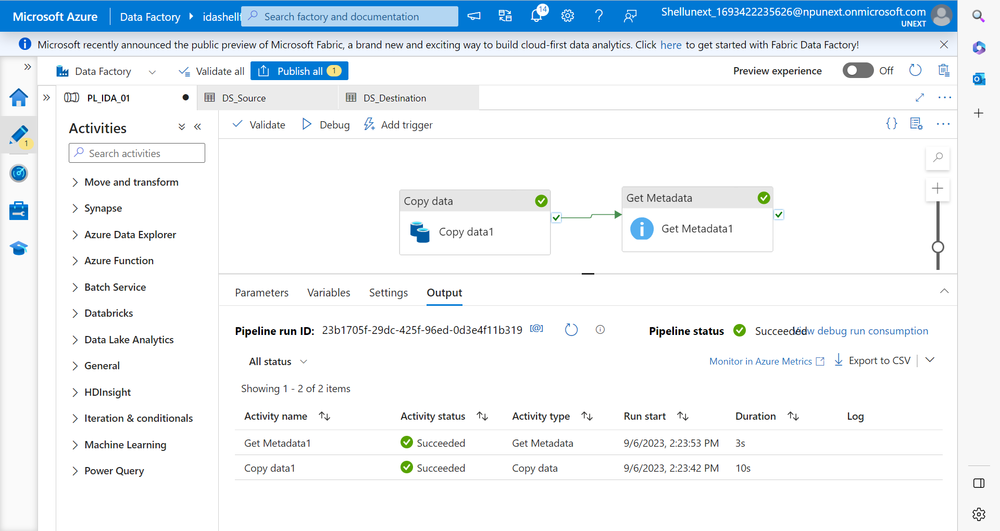 Microsoft Azure
Data Factory
idashellf
Search factory and documentation
14
Shellunext_1693422235626@npunext.onmicrosoft.com
UNEXT
Microsoft recently announced the public preview of Microsoft Fabric, a brand new and exciting way to build cloud-first data analytics. Click here to get started with Fabric Data Factory!
Data Factory
Validate all
Publish all 1
Preview experience
Off
PL_IDA_01
DS_Source
DS_Destination
1
Activities
Search activities
Move and transform
Synapse
Azure Data Explorer
Azure Function
Batch Service
Databricks
Data Lake Analytics
General
HDInsight
Iteration & conditionals
Machine Learning
Power Query
Validate
Debug
Add trigger
Copy data
Copy data1
Get Metadata
Get Metadata1
Parameters
Variables
Settings
Output
Pipeline run ID: 23b1705f-29dc-425f-96ed-0d3e4f11b319
Pipeline status Succeeded
View debug run consumption
All status
Monitor in Azure Metrics
Export to CSV
Showing 1 - 2 of 2 items
Activity name Activity status Activity type Run start Duration Log
Get Metadata1 Succeeded Get Metadata 9/6/2023, 2:23:53 PM 3s
Copy data1 Succeeded Copy data 9/6/2023, 2:23:42 PM 10s